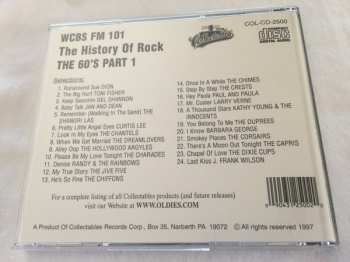 COL-CD-2500
WCBS FM 101
The History Of Rock
THE 60'S PART 1
Collectables
COMPACT
disc
DIGITAL AUDIO
Selections:
1. Runaround Sue DION
2. The Big Hurt TONI FISHER
3. Keep Searchin DEL SHANNON
4. Baby Talk JAN AND DEAN
5. Remember (Walking In The Sand) THE
SHANGRI LAS
6. Pretty Little Angel Eyes CURTIS LEE
7. Look In My Eyes THE CHANTELS
8. When We Get Married THE DREAMLOVERS
9. Alley Oop THE HOLLYWOOD ARGYLES
10. Please Be My Love Tonight THE CHARADES
11. Denise RANDY & THE RAINBOWS
12. My True Story THE JIVE FIVE
13. He's So Fine THE CHIFFONS
14. Once In A While THE CHIMES
15. Step By Step THE CRESTS
16. Hey Paula PAUL AND PAULA
17. Mr. Custer LARRY VERNE
18. A Thousand Stars KATHY YOUNG & THE
INNOCENTS
19. You Belong To Me THE DUPREES
20. I Know BARBARA GEORGE
21. Smokey Places THE CORSAIRS
22. There's A Moon Out Tonight THE CAPRIS
23. Chapel Of Love THE DIXIE CUPS
24. Last Kiss J. FRANK WILSON
For a complete listing of all Collectables product (and future releases)
visit our Website at WWW.OLDIES.COM
A Product Of Collectables Record Corp., Box 35, Narberth PA 19072
All rights reserved 1997